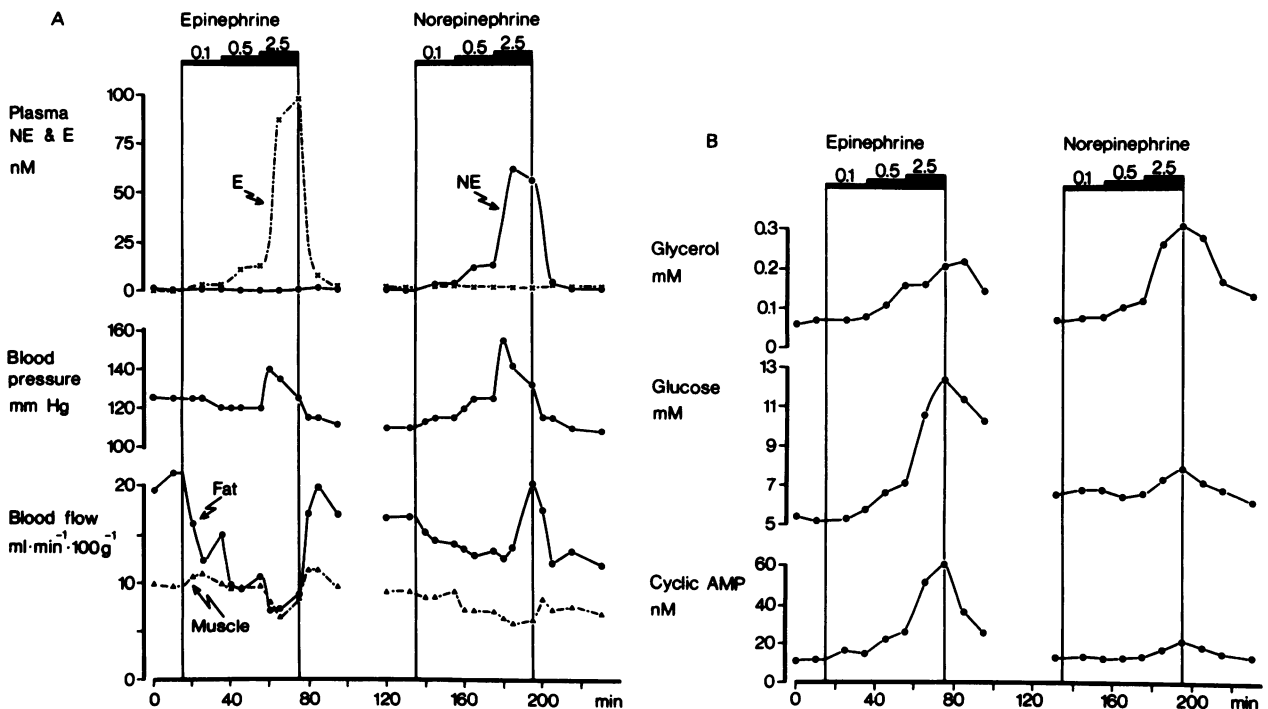 A
Epinephrine
0.1 0.5 2.5
Norepinephrine
0.1 0.5 2.5
Plasma
NE & E
nM
100
75
50
25
0
E
NE
Blood
pressure
mm Hg
160
140
120
100
Blood flow
ml·min⁻¹·100g⁻¹
20
10
0
Fat
Muscle
0 40 80 120 160 200 min
B
Epinephrine
0.1 0.5 2.5
Norepinephrine
0.1 0.5 2.5
Glycerol
mM
0.3
0.2
0.1
0
Glucose
mM
13
11
9
7
5
Cyclic AMP
nM
60
40
20
0
0 40 80 120 160 200 min